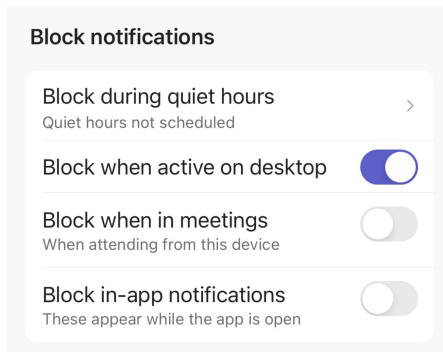 Block notifications
Block during quiet hours
Quiet hours not scheduled
Block when active on desktop
Block when in meetings
When attending from this device
Block in-app notifications
These appear while the app is open